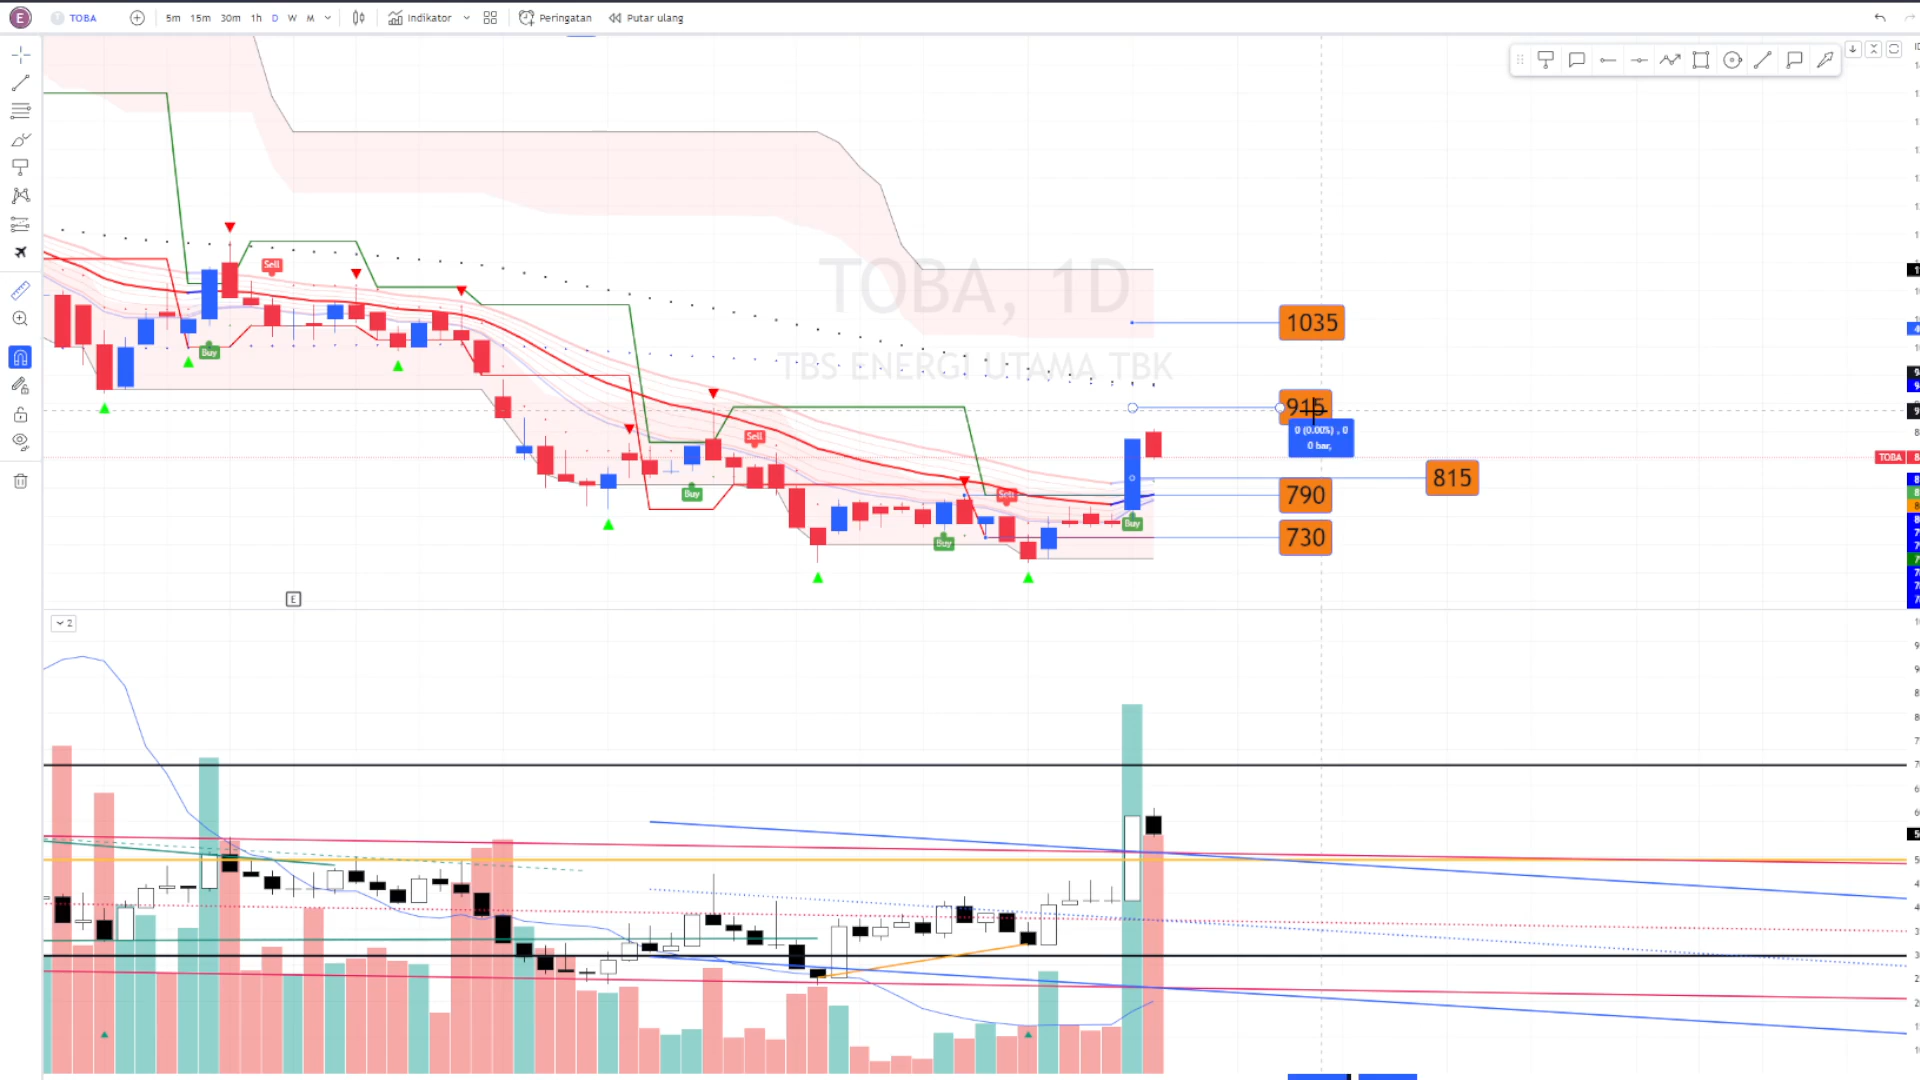 E
TOBA
5m 15m 30m 1h D W M
Indikator
Peringatan
Putar ulang
TOBA, 1D
TBS ENERGI UTAMA TBK
Sell
Buy
Sell
Buy
Sell
Buy
Buy
1035
915
0 (0.00%) , 0
0 bar,
815
790
730
TOBA
E
2